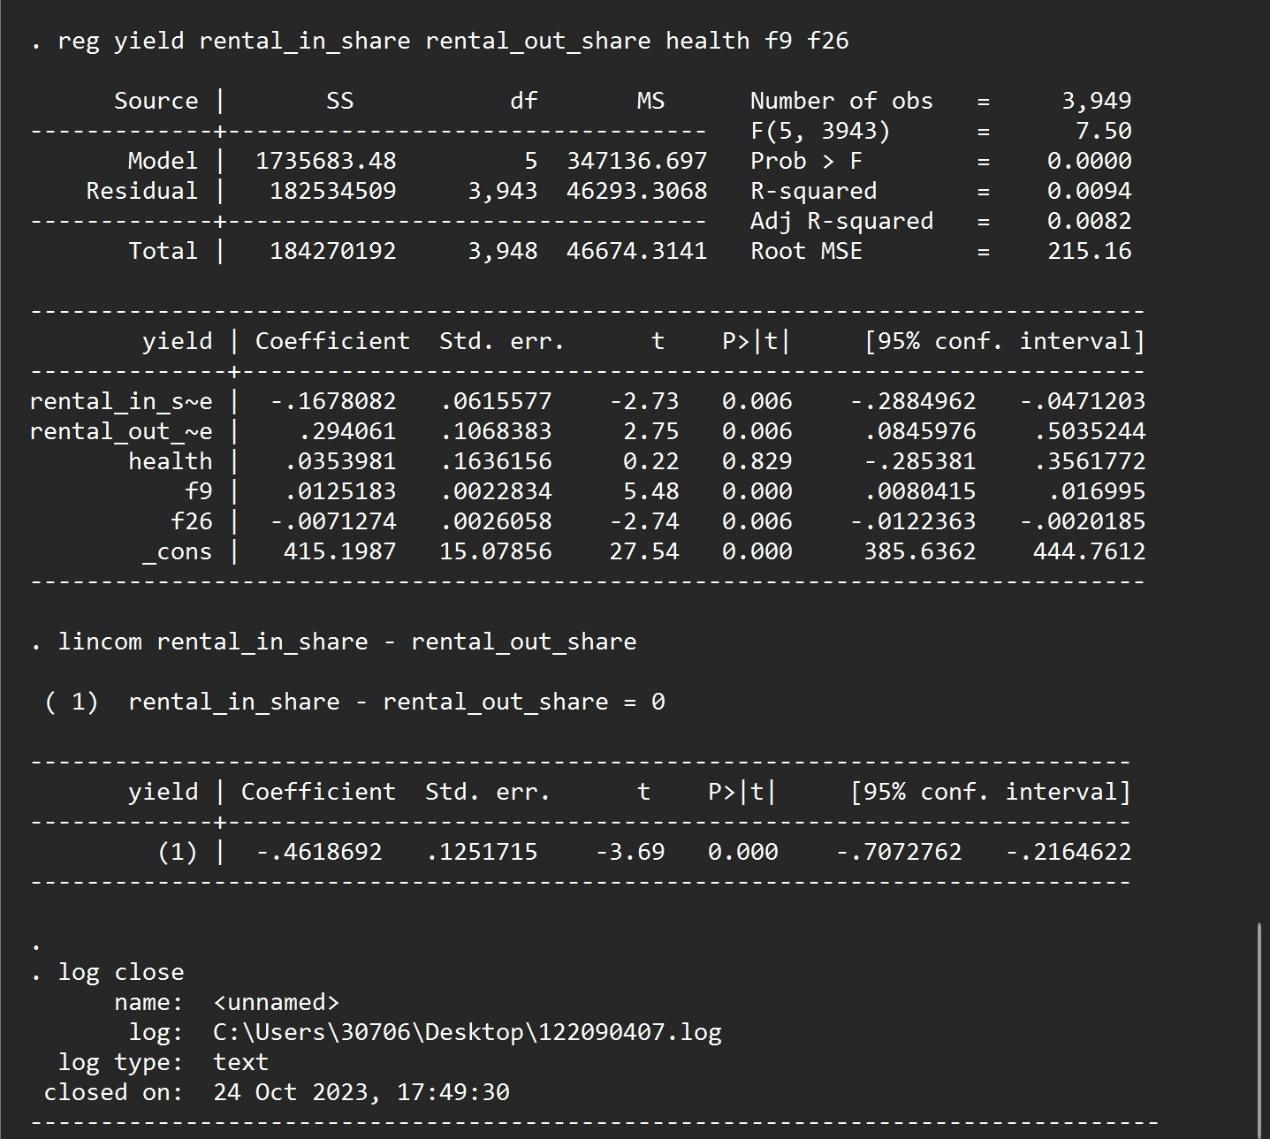 . reg yield rental_in_share rental_out_share health f9 f26
      Source |       SS           df       MS      Number of obs   =     3,949
-------------+----------------------------------   F(5, 3943)      =      7.50
       Model |  1735683.48         5  347136.697   Prob > F        =    0.0000
    Residual |   182534509     3,943  46293.3068   R-squared       =    0.0094
-------------+----------------------------------   Adj R-squared   =    0.0082
       Total |   184270192     3,948  46674.3141   Root MSE        =    215.16
-------------------------------------------------------------------------------
        yield | Coefficient  Std. err.      t    P>|t|     [95% conf. interval]
--------------+----------------------------------------------------------------
rental_in_s~e |  -.1678082   .0615577    -2.73   0.006    -.2884962   -.0471203
rental_out_~e |    .294061   .1068383     2.75   0.006     .0845976    .5035244
       health |   .0353981   .1636156     0.22   0.829     -.285381    .3561772
           f9 |   .0125183   .0022834     5.48   0.000     .0080415     .016995
          f26 |  -.0071274   .0026058    -2.74   0.006    -.0122363   -.0020185
        _cons |   415.1987   15.07856    27.54   0.000     385.6362    444.7612
-------------------------------------------------------------------------------
. lincom rental_in_share - rental_out_share
 ( 1)  rental_in_share - rental_out_share = 0
------------------------------------------------------------------------------
       yield | Coefficient  Std. err.      t    P>|t|     [95% conf. interval]
-------------+----------------------------------------------------------------
         (1) |  -.4618692   .1251715    -3.69   0.000    -.7072762   -.2164622
------------------------------------------------------------------------------
.
. log close
      name:  <unnamed>
       log:  C:\Users\30706\Desktop\122090407.log
  log type:  text
 closed on:  24 Oct 2023, 17:49:30
--------------------------------------------------------------------------------